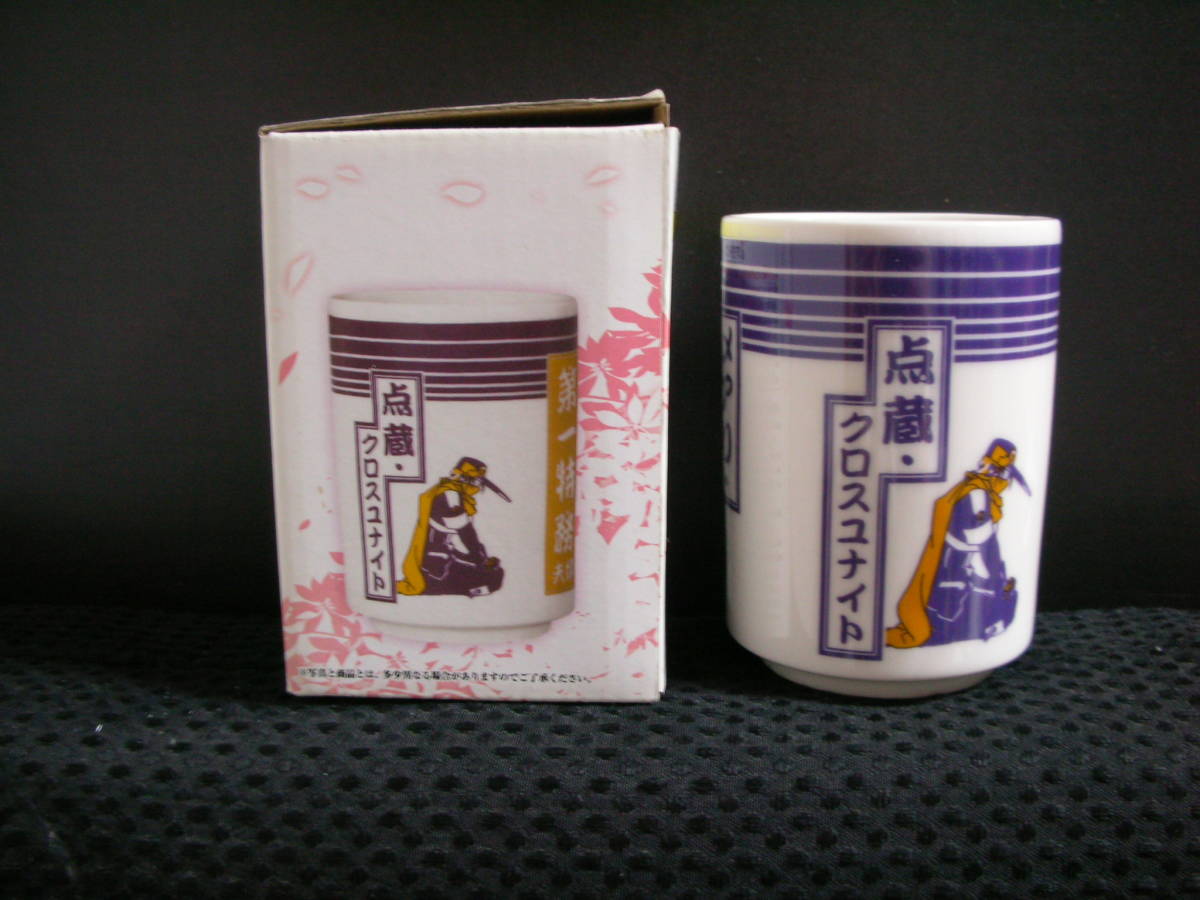 点蔵・
クロスユナイト
第一特務
※写真と商品とは、多少異なる場合がありますのでご了承ください。
点蔵・
クロスユナイト